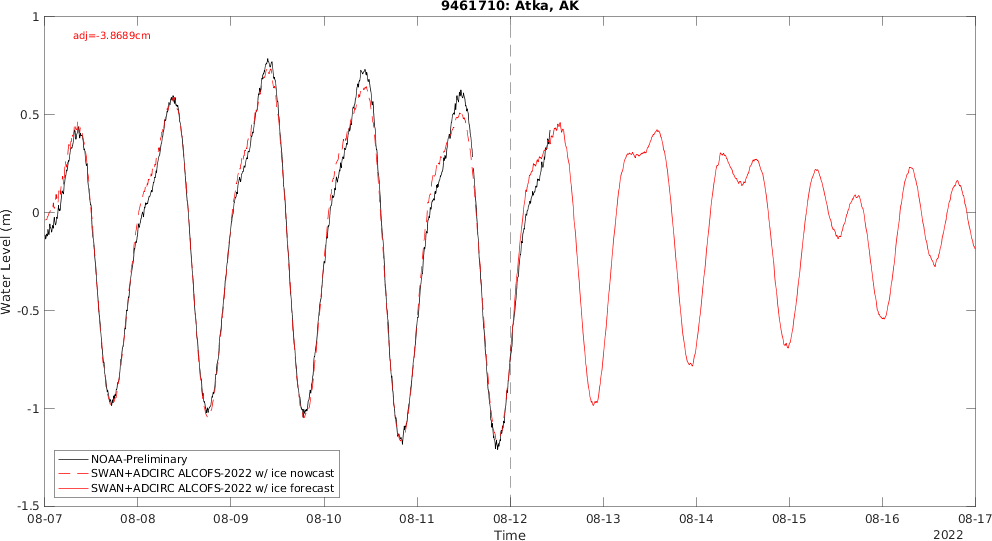 9461710: Atka, AK
adj=-3.8689cm
1
0.5
0
-0.5
-1
-1.5
Water Level (m)
NOAA-Preliminary
SWAN+ADCIRC ALCOFS-2022 w/ ice nowcast
SWAN+ADCIRC ALCOFS-2022 w/ ice forecast
08-07 08-08 08-09 08-10 08-11 08-12 08-13 08-14 08-15 08-16 08-17
Time
2022